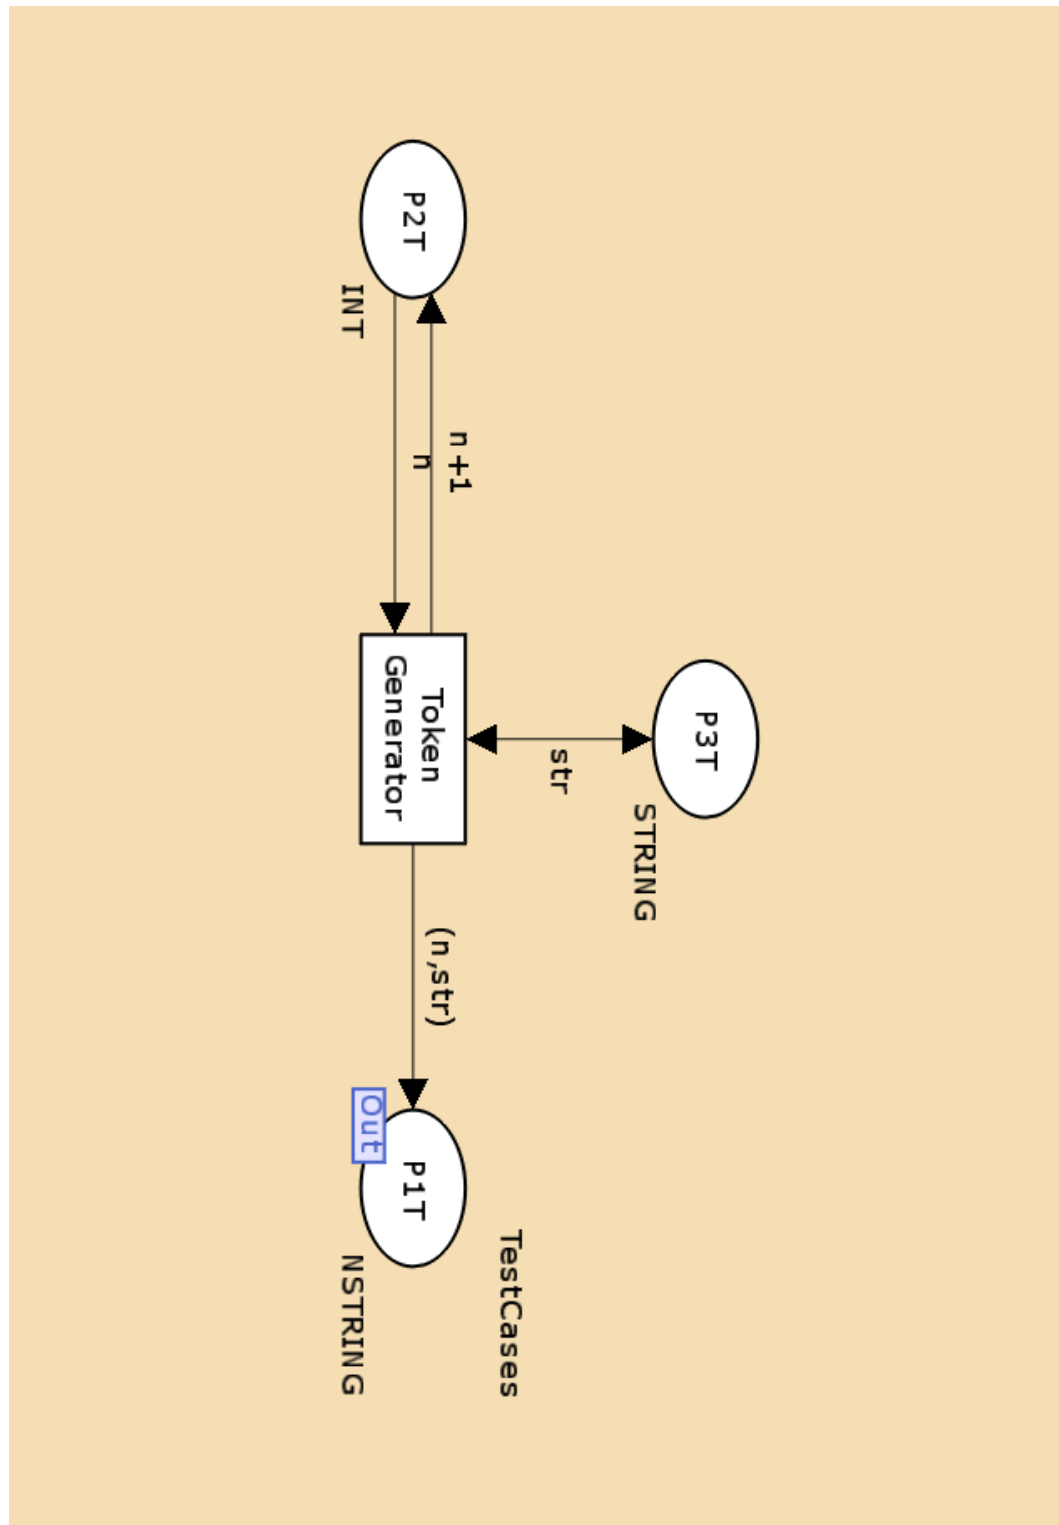 P3T
STRING
str
TestCases
n+1
n
P2T
INT
Token
Generator
(n,str)
P1T
Out
NSTRING